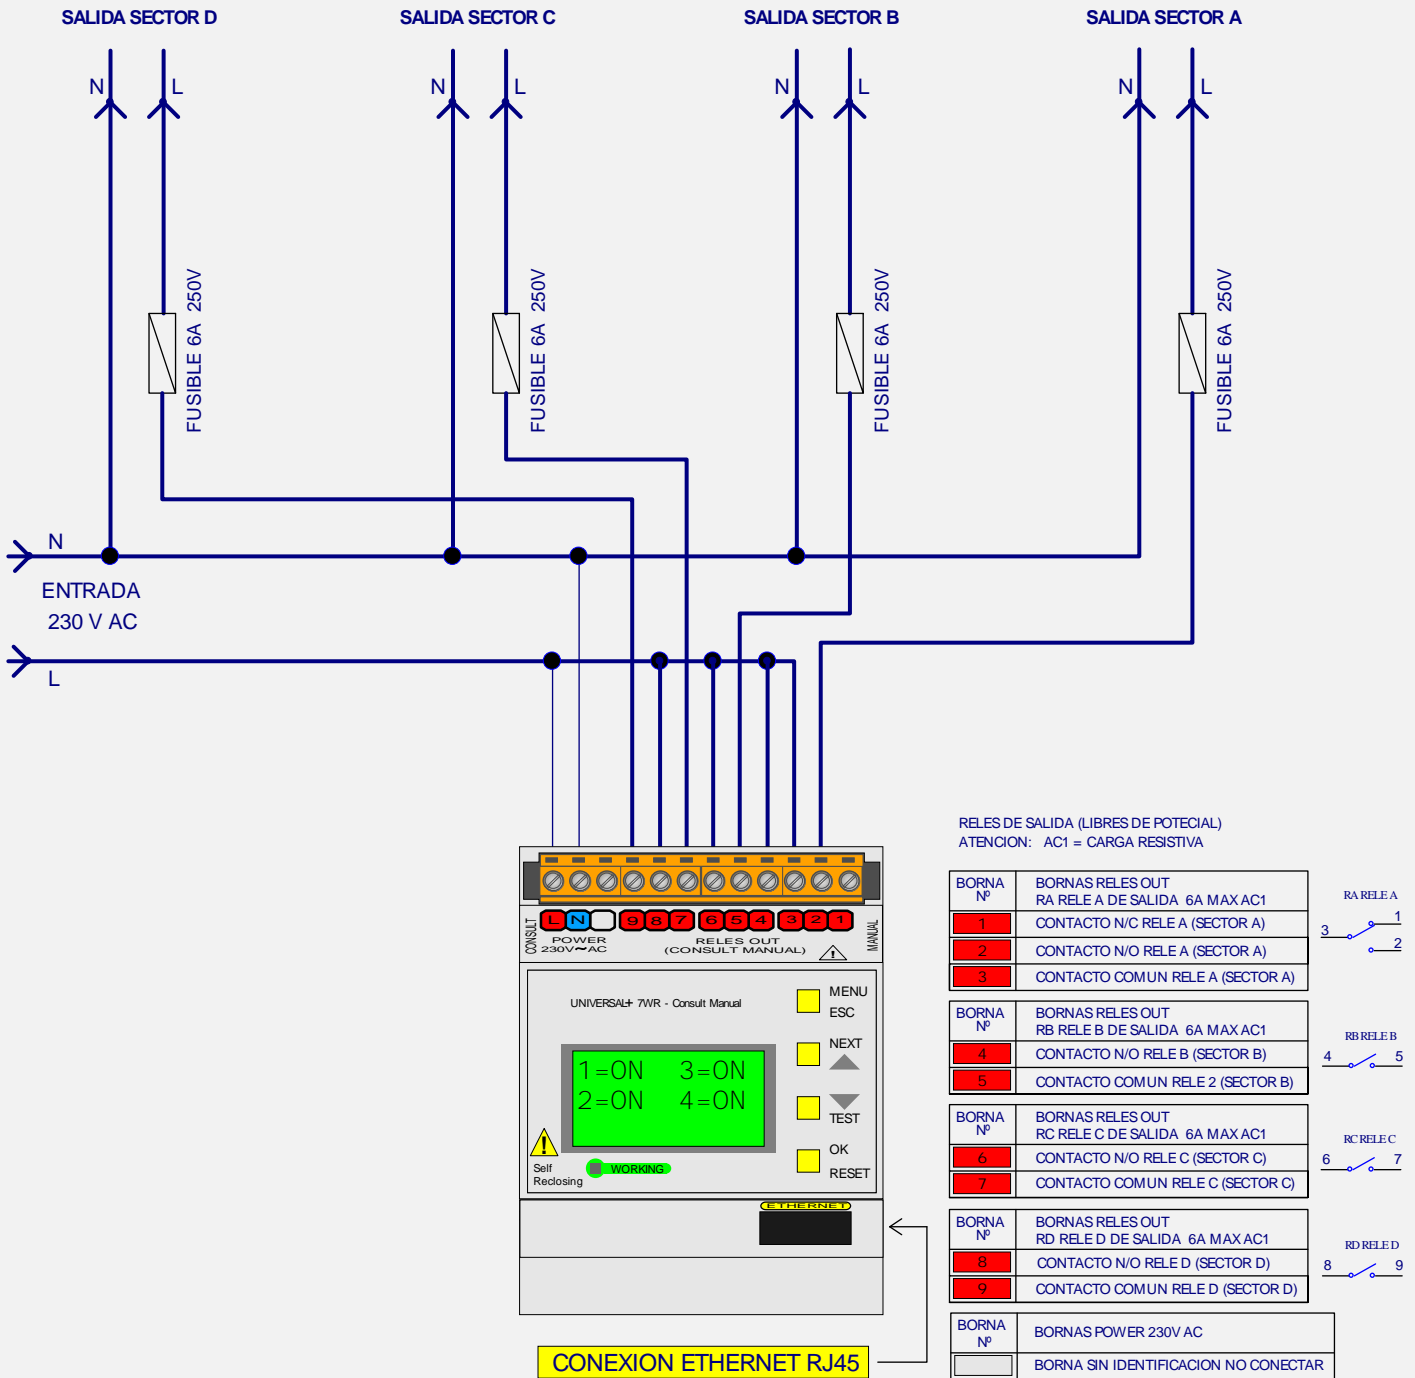 SALIDA SECTOR D
SALIDA SECTOR C
SALIDA SECTOR B
SALIDA SECTOR A
N
L
N
L
N
L
N
L
FUSIBLE 6A 250V
FUSIBLE 6A 250V
FUSIBLE 6A 250V
FUSIBLE 6A 250V
N
ENTRADA
230 V AC
L
CONSULT
L N 9 8 7 6 5 4 3 2 1
MANUAL
POWER
230V~AC
RELES OUT
(CONSULT MANUAL)
UNIVERSAL+ 7WR - Consult Manual
MENU
ESC
NEXT
TEST
OK
RESET
1=ON 3=ON
2=ON 4=ON
Self
Reclosing
WORKING
ETHERNET
CONEXION ETHERNET RJ45
RELES DE SALIDA (LIBRES DE POTECIAL)
ATENCION: AC1 = CARGA RESISTIVA
BORNA Nº
BORNAS RELES OUT
RA RELE A DE SALIDA 6A MAX AC1
1 CONTACTO N/C RELE A (SECTOR A)
2 CONTACTO N/O RELE A (SECTOR A)
3 CONTACTO COMUN RELE A (SECTOR A)
RA RELE A
3
1
2
BORNA Nº
BORNAS RELES OUT
RB RELE B DE SALIDA 6A MAX AC1
4 CONTACTO N/O RELE B (SECTOR B)
5 CONTACTO COMUN RELE 2 (SECTOR B)
RB RELE B
4 5
BORNA Nº
BORNAS RELES OUT
RC RELE C DE SALIDA 6A MAX AC1
6 CONTACTO N/O RELE C (SECTOR C)
7 CONTACTO COMUN RELE C (SECTOR C)
RC RELE C
6 7
BORNA Nº
BORNAS RELES OUT
RD RELE D DE SALIDA 6A MAX AC1
8 CONTACTO N/O RELE D (SECTOR D)
9 CONTACTO COMUN RELE D (SECTOR D)
RD RELE D
8 9
BORNA Nº
BORNAS POWER 230V AC
BORNA SIN IDENTIFICACION NO CONECTAR